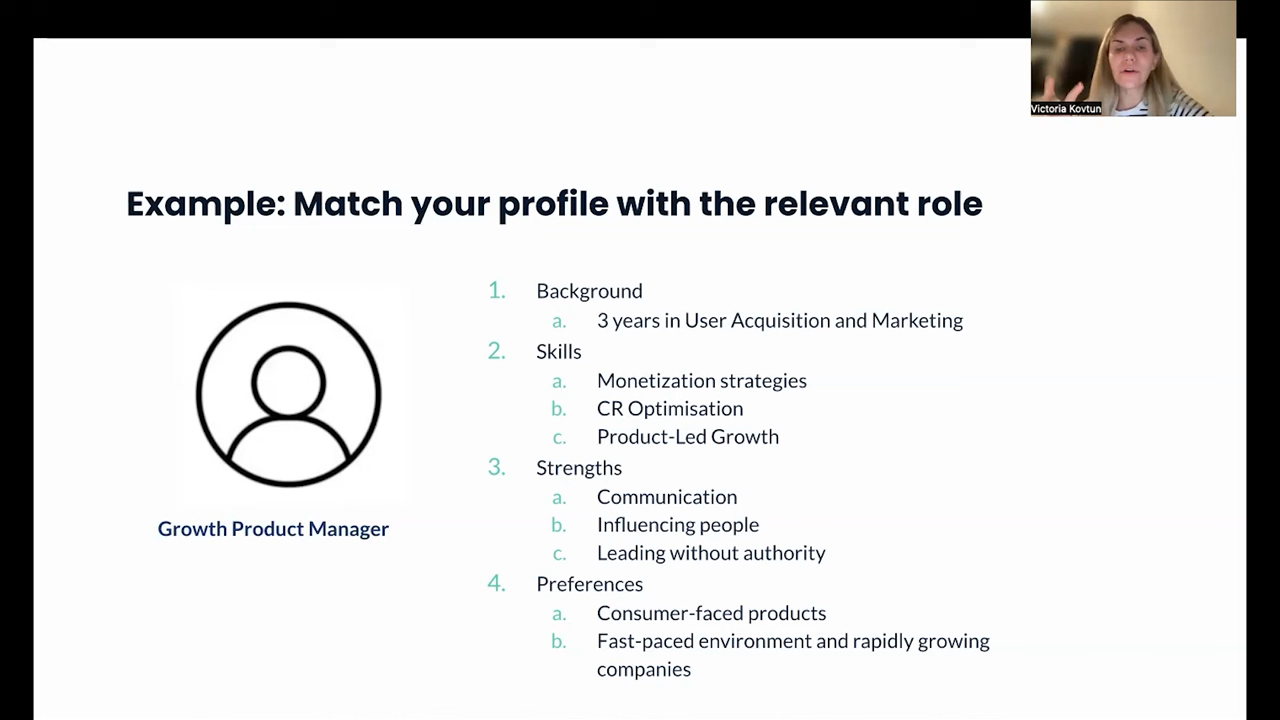 Victoria Kovtun
Example: Match your profile with the relevant role
Growth Product Manager
1. Background
a. 3 years in User Acquisition and Marketing
2. Skills
a. Monetization strategies
b. CR Optimisation
c. Product-Led Growth
3. Strengths
a. Communication
b. Influencing people
c. Leading without authority
4. Preferences
a. Consumer-faced products
b. Fast-paced environment and rapidly growing
companies